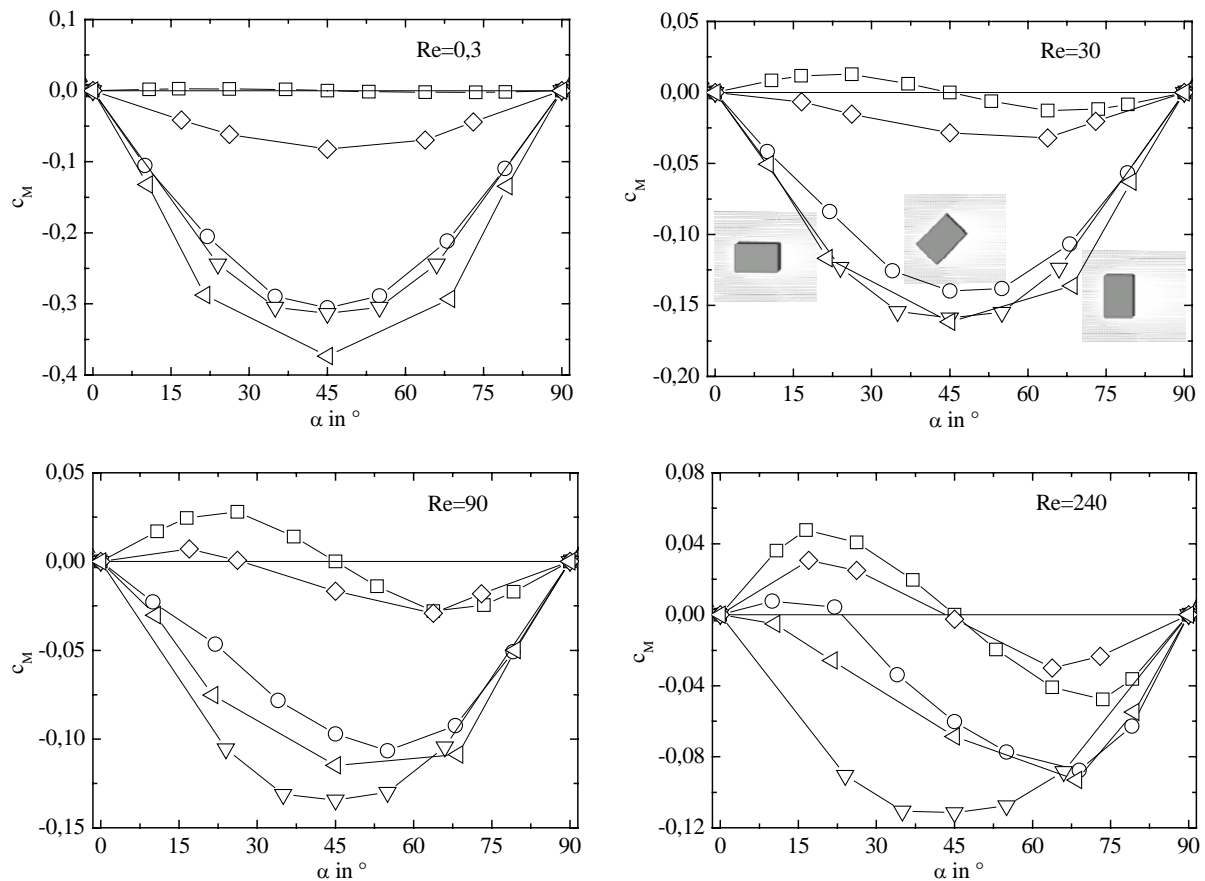 Re=0,3
0,1
0,0
-0,1
-0,2
-0,3
-0,4
c_M
0 15 30 45 60 75 90
α in °
Re=30
0,05
0,00
-0,05
-0,10
-0,15
-0,20
c_M
0 15 30 45 60 75 90
α in °
Re=90
0,05
0,00
-0,05
-0,10
-0,15
c_M
0 15 30 45 60 75 90
α in °
Re=240
0,08
0,04
0,00
-0,04
-0,08
-0,12
c_M
0 15 30 45 60 75 90
α in °